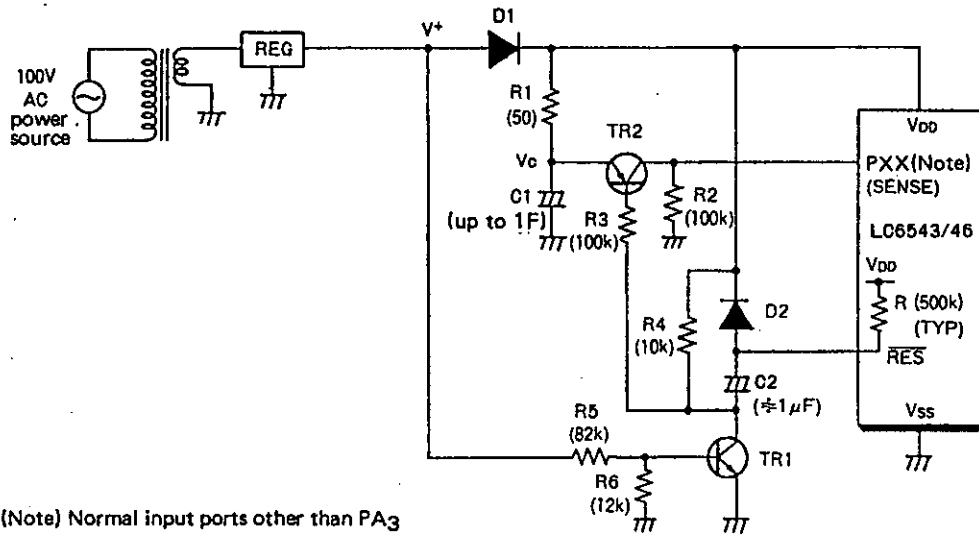 D1
V+
REG
100V
AC
power
source
R1
(50)
TR2
VDD
Vc
PXX(Note)
(SENSE)
C1
(up to 1F)
R3
(100k)
R2
(100k)
LC6543/46
VDD
R (500k)
(TYP)
D2
R4
(10k)
RES
C2
(≑1μF)
VSS
R5
(82k)
TR1
R6
(12k)
(Note) Normal input ports other than PA3